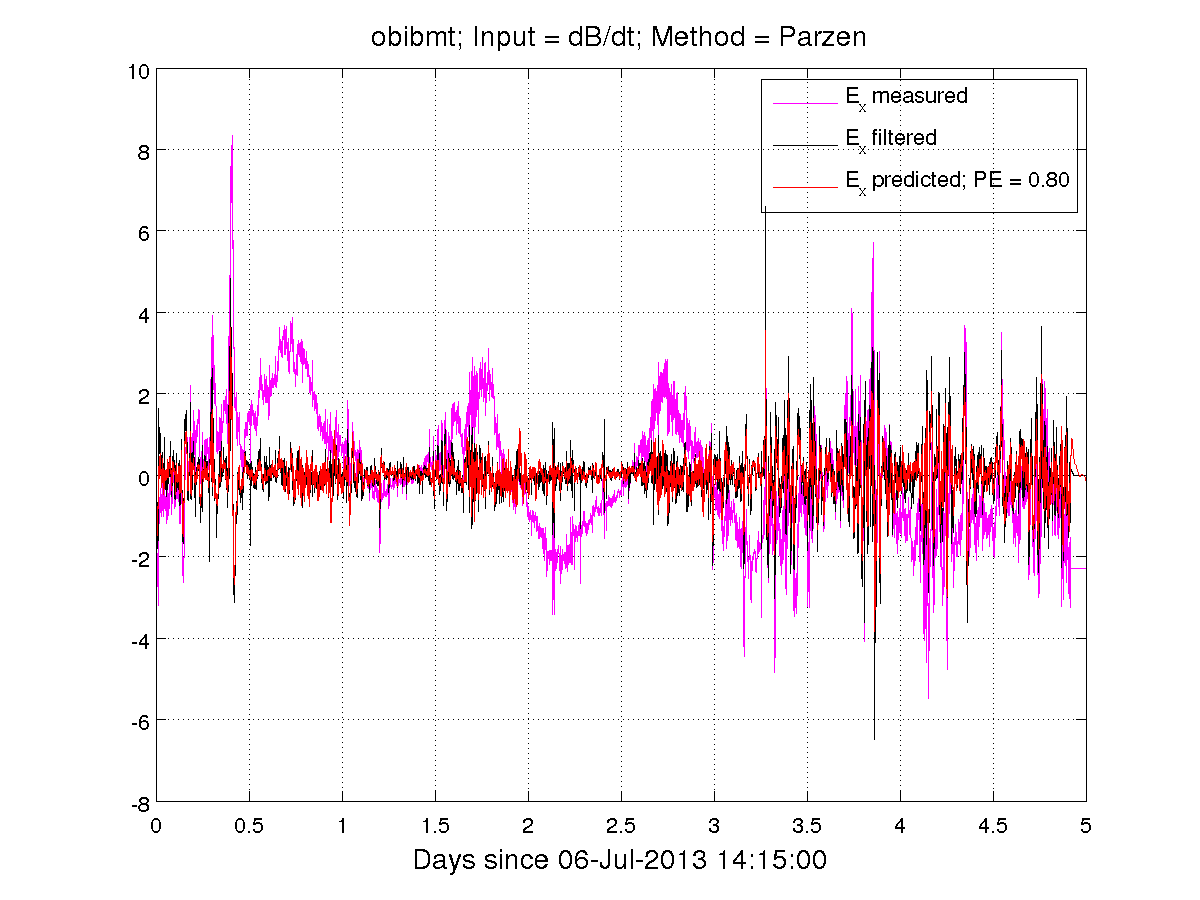 obibmt; Input = dB/dt; Method = Parzen
10
8
6
4
2
0
-2
-4
-6
-8
Ex measured
Ex filtered
Ex predicted; PE = 0.80
0 0.5 1 1.5 2 2.5 3 3.5 4 4.5 5
Days since 06-Jul-2013 14:15:00